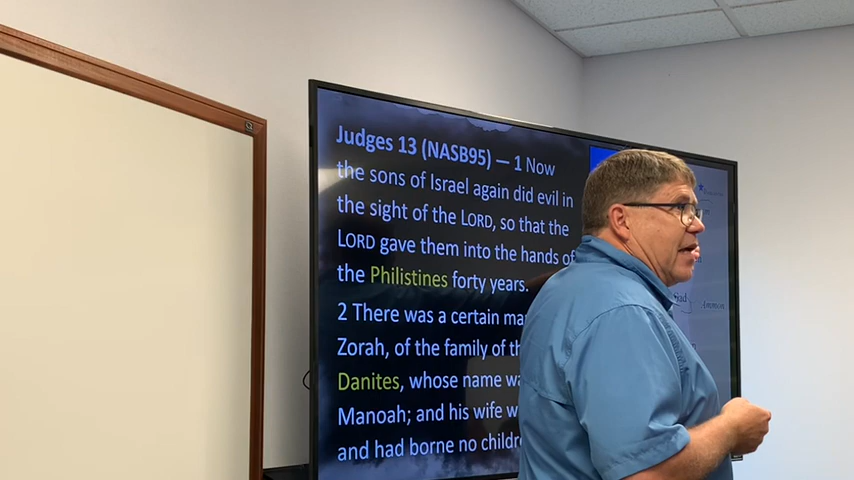 Judges 13 (NASB95) — 1 Now
the sons of Israel again did evil in
the sight of the LORD, so that the
LORD gave them into the hands of
the Philistines forty years.
2 There was a certain
Zorah, of the family of
Danites, whose name
Manoah; and his wife
and had borne no
Gad
Ammon